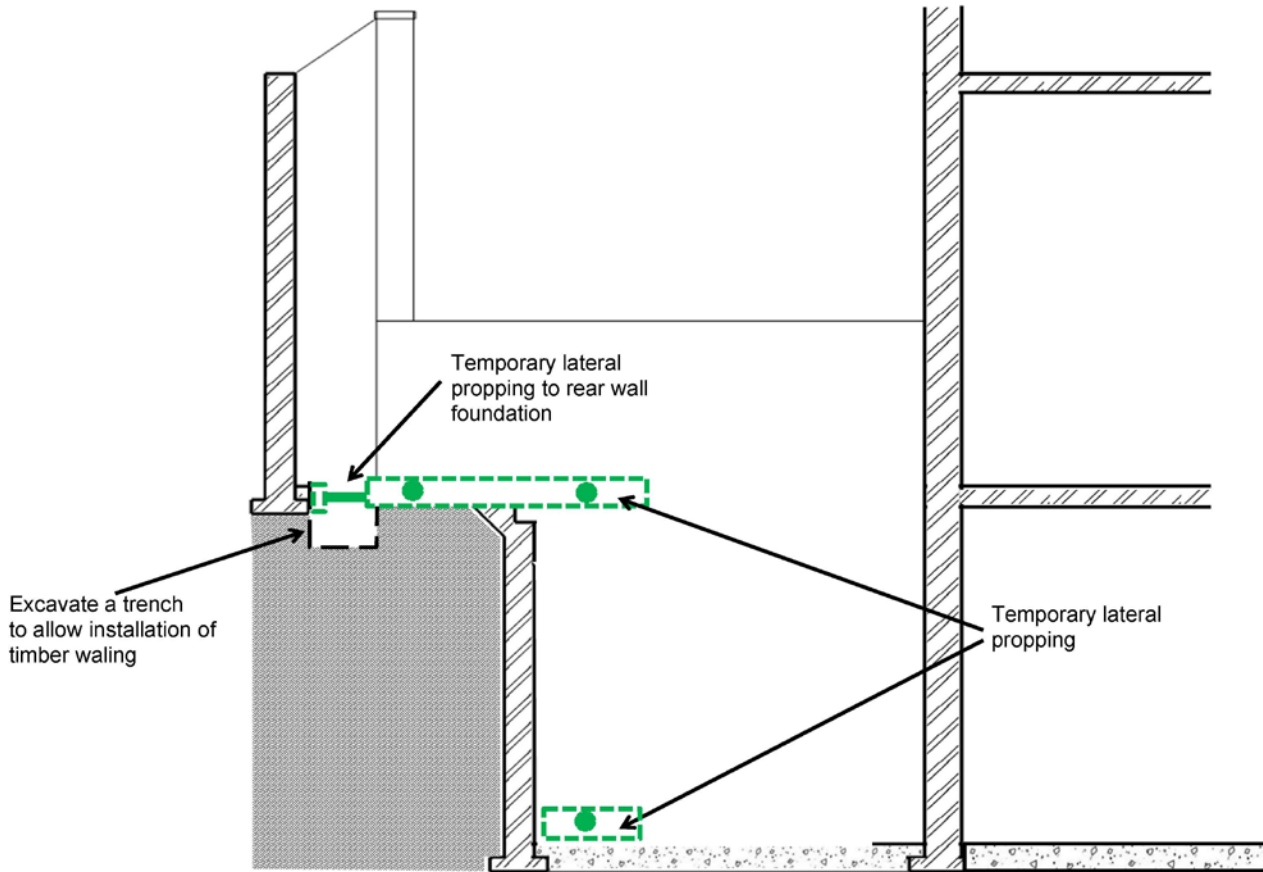 Temporary lateral
propping to rear wall
foundation
Excavate a trench
to allow installation of
timber waling
Temporary lateral
propping